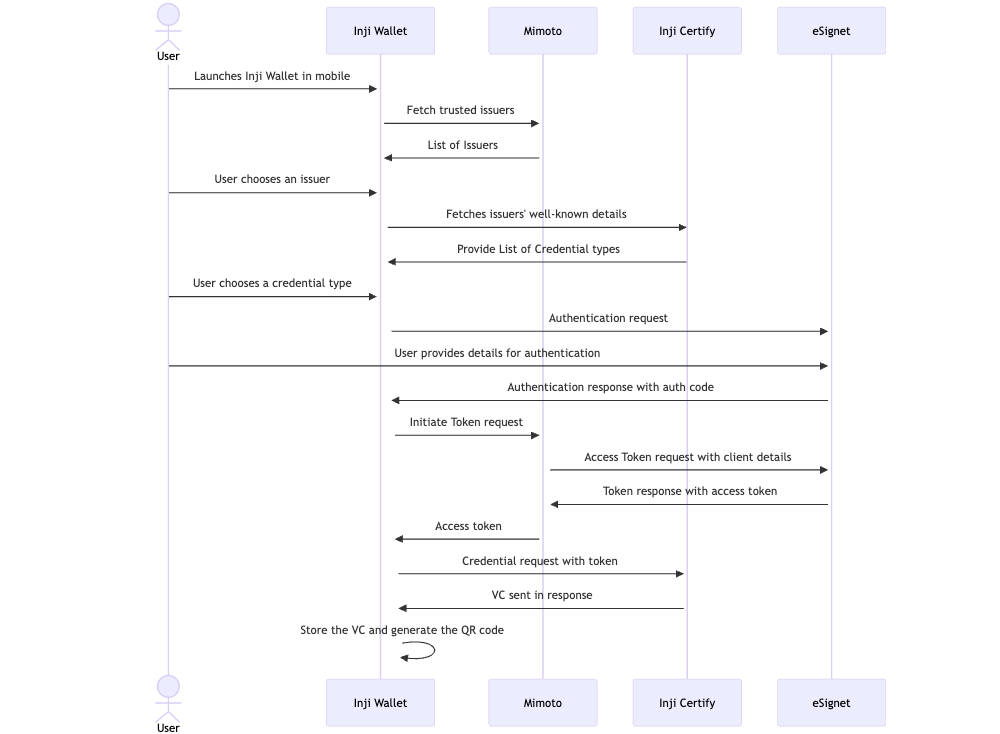 Inji Wallet
Mimoto
Inji Certify
eSignet
User
Launches Inji Wallet in mobile
Fetch trusted issuers
List of Issuers
User chooses an issuer
Fetches issuers' well-known details
Provide List of Credential types
User chooses a credential type
Authentication request
User provides details for authentication
Authentication response with auth code
Initiate Token request
Access Token request with client details
Token response with access token
Access token
Credential request with token
VC sent in response
Store the VC and generate the QR code
Inji Wallet
Mimoto
Inji Certify
eSignet
User